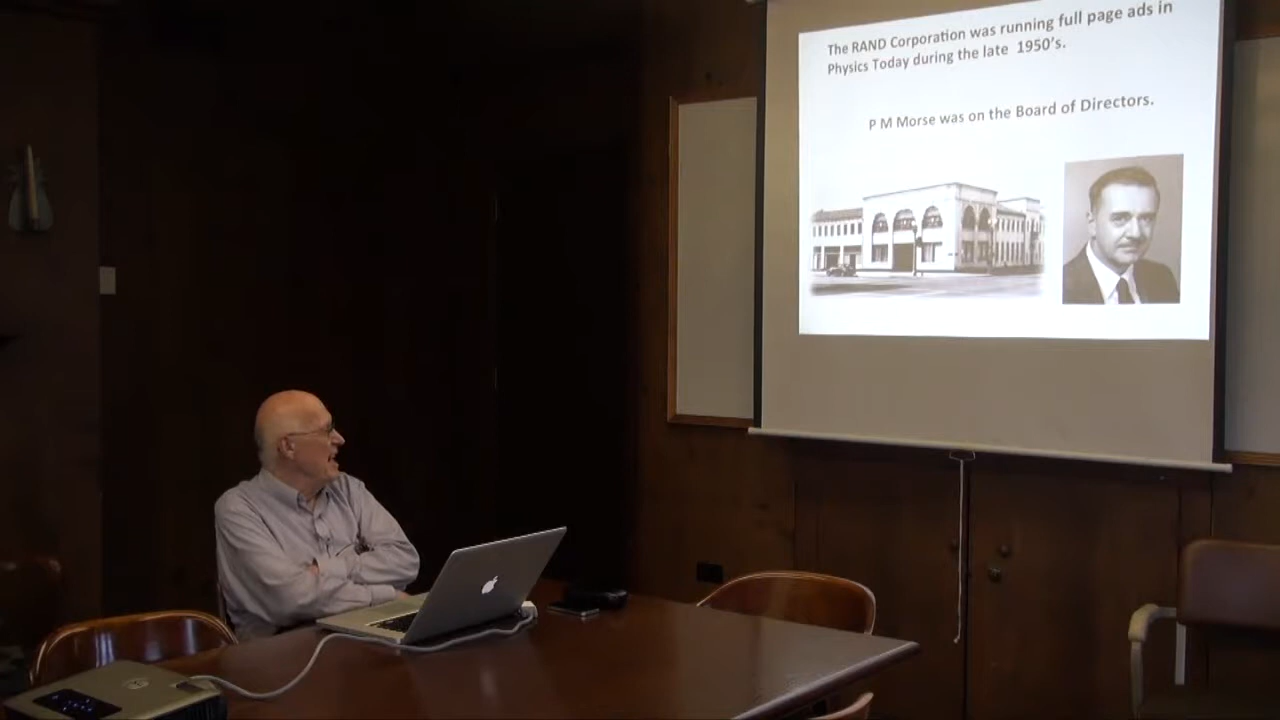 The RAND Corporation was running full page ads in
Physics Today during the late 1950's.
P M Morse was on the Board of Directors.